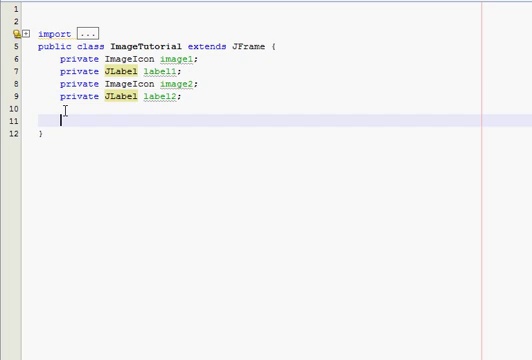 1
2
import ...
5 public class ImageTutorial extends JFrame {
6 private ImageIcon image1;
7 private JLabel label1;
8 private ImageIcon image2;
9 private JLabel label2;
10
11
12 }